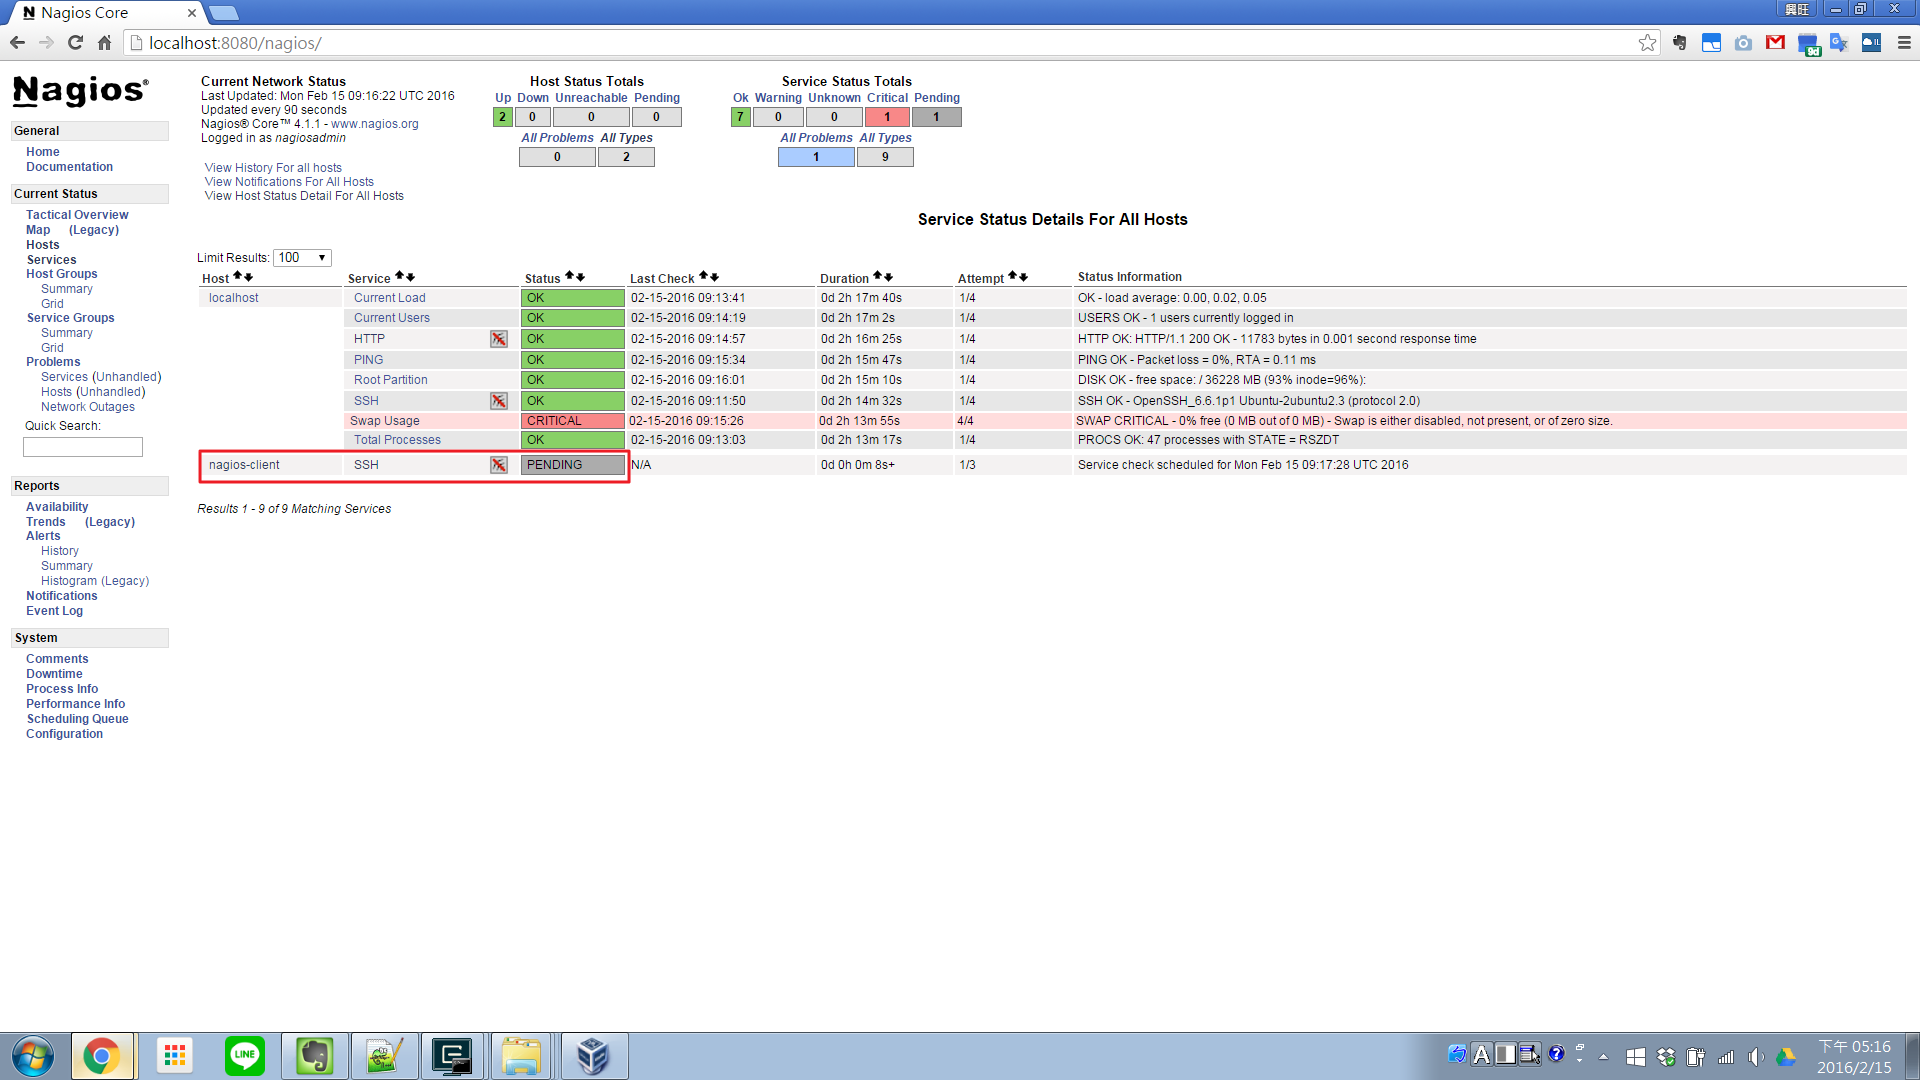 Nagios Core
興旺
localhost:8080/nagios/
9d
Nagios®
General
Home
Documentation
Current Status
Tactical Overview
Map (Legacy)
Hosts
Services
Host Groups
Summary
Grid
Service Groups
Summary
Grid
Problems
Services (Unhandled)
Hosts (Unhandled)
Network Outages
Quick Search:
Reports
Availability
Trends (Legacy)
Alerts
History
Summary
Histogram (Legacy)
Notifications
Event Log
System
Comments
Downtime
Process Info
Performance Info
Scheduling Queue
Configuration
Current Network Status
Last Updated: Mon Feb 15 09:16:22 UTC 2016
Updated every 90 seconds
Nagios® Core™ 4.1.1 - www.nagios.org
Logged in as nagiosadmin
View History For all hosts
View Notifications For All Hosts
View Host Status Detail For All Hosts
Host Status Totals
Up Down Unreachable Pending
2 0 0 0
All Problems All Types
0 2
Service Status Totals
Ok Warning Unknown Critical Pending
7 0 0 1 1
All Problems All Types
1 9
Service Status Details For All Hosts
Limit Results: 100
Host Service Status Last Check Duration Attempt Status Information
localhost Current Load OK 02-15-2016 09:13:41 0d 2h 17m 40s 1/4 OK - load average: 0.00, 0.02, 0.05
Current Users OK 02-15-2016 09:14:19 0d 2h 17m 2s 1/4 USERS OK - 1 users currently logged in
HTTP OK 02-15-2016 09:14:57 0d 2h 16m 25s 1/4 HTTP OK: HTTP/1.1 200 OK - 11783 bytes in 0.001 second response time
PING OK 02-15-2016 09:15:34 0d 2h 15m 47s 1/4 PING OK - Packet loss = 0%, RTA = 0.11 ms
Root Partition OK 02-15-2016 09:16:01 0d 2h 15m 10s 1/4 DISK OK - free space: / 36228 MB (93% inode=96%):
SSH OK 02-15-2016 09:11:50 0d 2h 14m 32s 1/4 SSH OK - OpenSSH_6.6.1p1 Ubuntu-2ubuntu2.3 (protocol 2.0)
Swap Usage CRITICAL 02-15-2016 09:15:26 0d 2h 13m 55s 4/4 SWAP CRITICAL - 0% free (0 MB out of 0 MB) - Swap is either disabled, not present, or of zero size.
Total Processes OK 02-15-2016 09:13:03 0d 2h 13m 17s 1/4 PROCS OK: 47 processes with STATE = RSZDT
nagios-client SSH PENDING N/A 0d 0h 0m 8s+ 1/3 Service check scheduled for Mon Feb 15 09:17:28 UTC 2016
Results 1 - 9 of 9 Matching Services
LINE
A
下午 05:16
2016/2/15